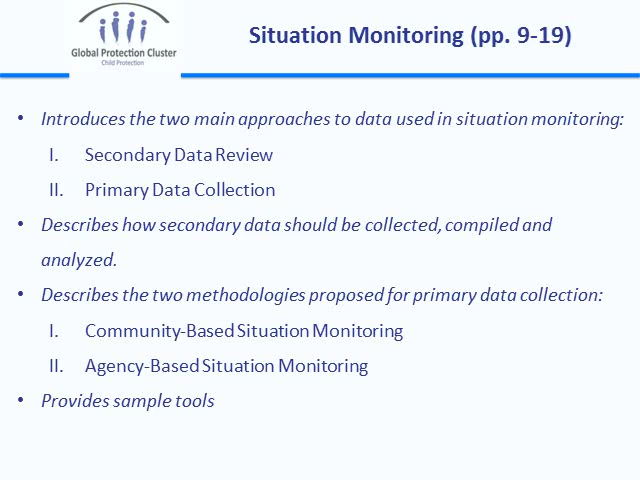 Global Protection Cluster
Child Protection
Situation Monitoring (pp. 9-19)
• Introduces the two main approaches to data used in situation monitoring:
I. Secondary Data Review
II. Primary Data Collection
• Describes how secondary data should be collected, compiled and
analyzed.
• Describes the two methodologies proposed for primary data collection:
I. Community-Based Situation Monitoring
II. Agency-Based Situation Monitoring
• Provides sample tools